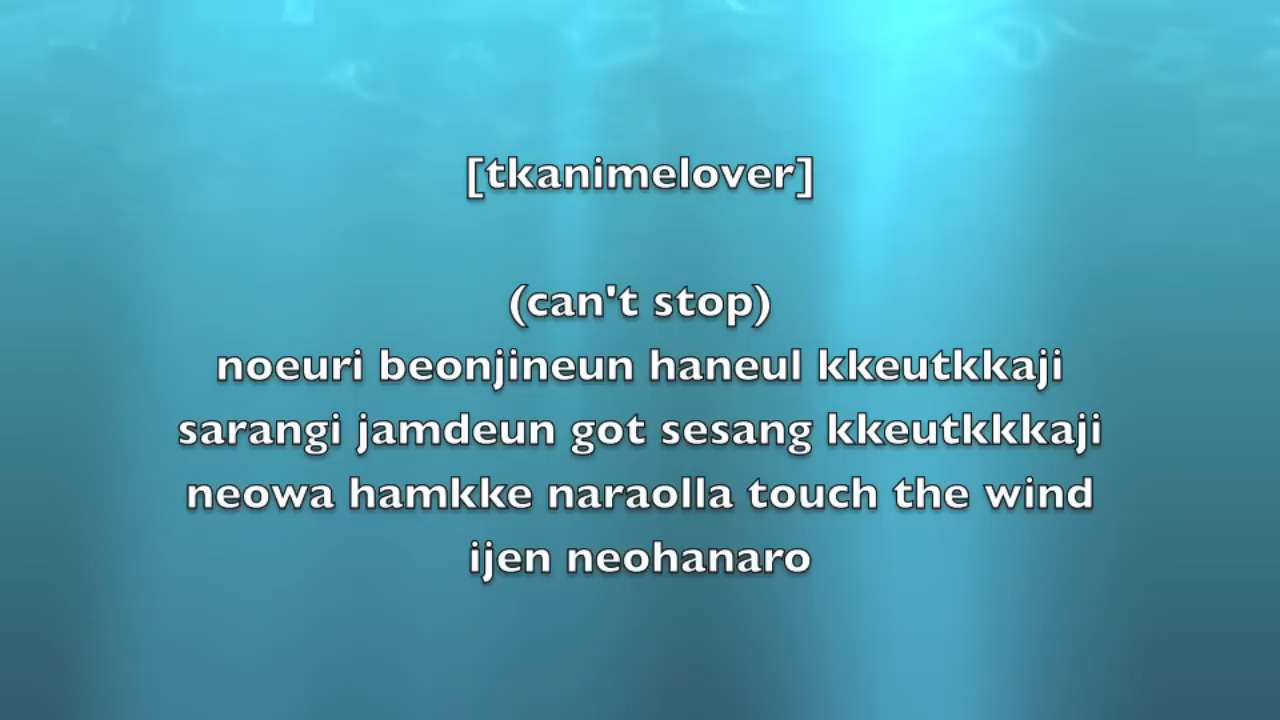 [tkanimelover]
(can't stop)
noeuri beonjineun haneul kkeutkkaji
sarangi jamdeun got sesang kkeutkkkaji
neowa hamkke naraolla touch the wind
ijen neohanaro